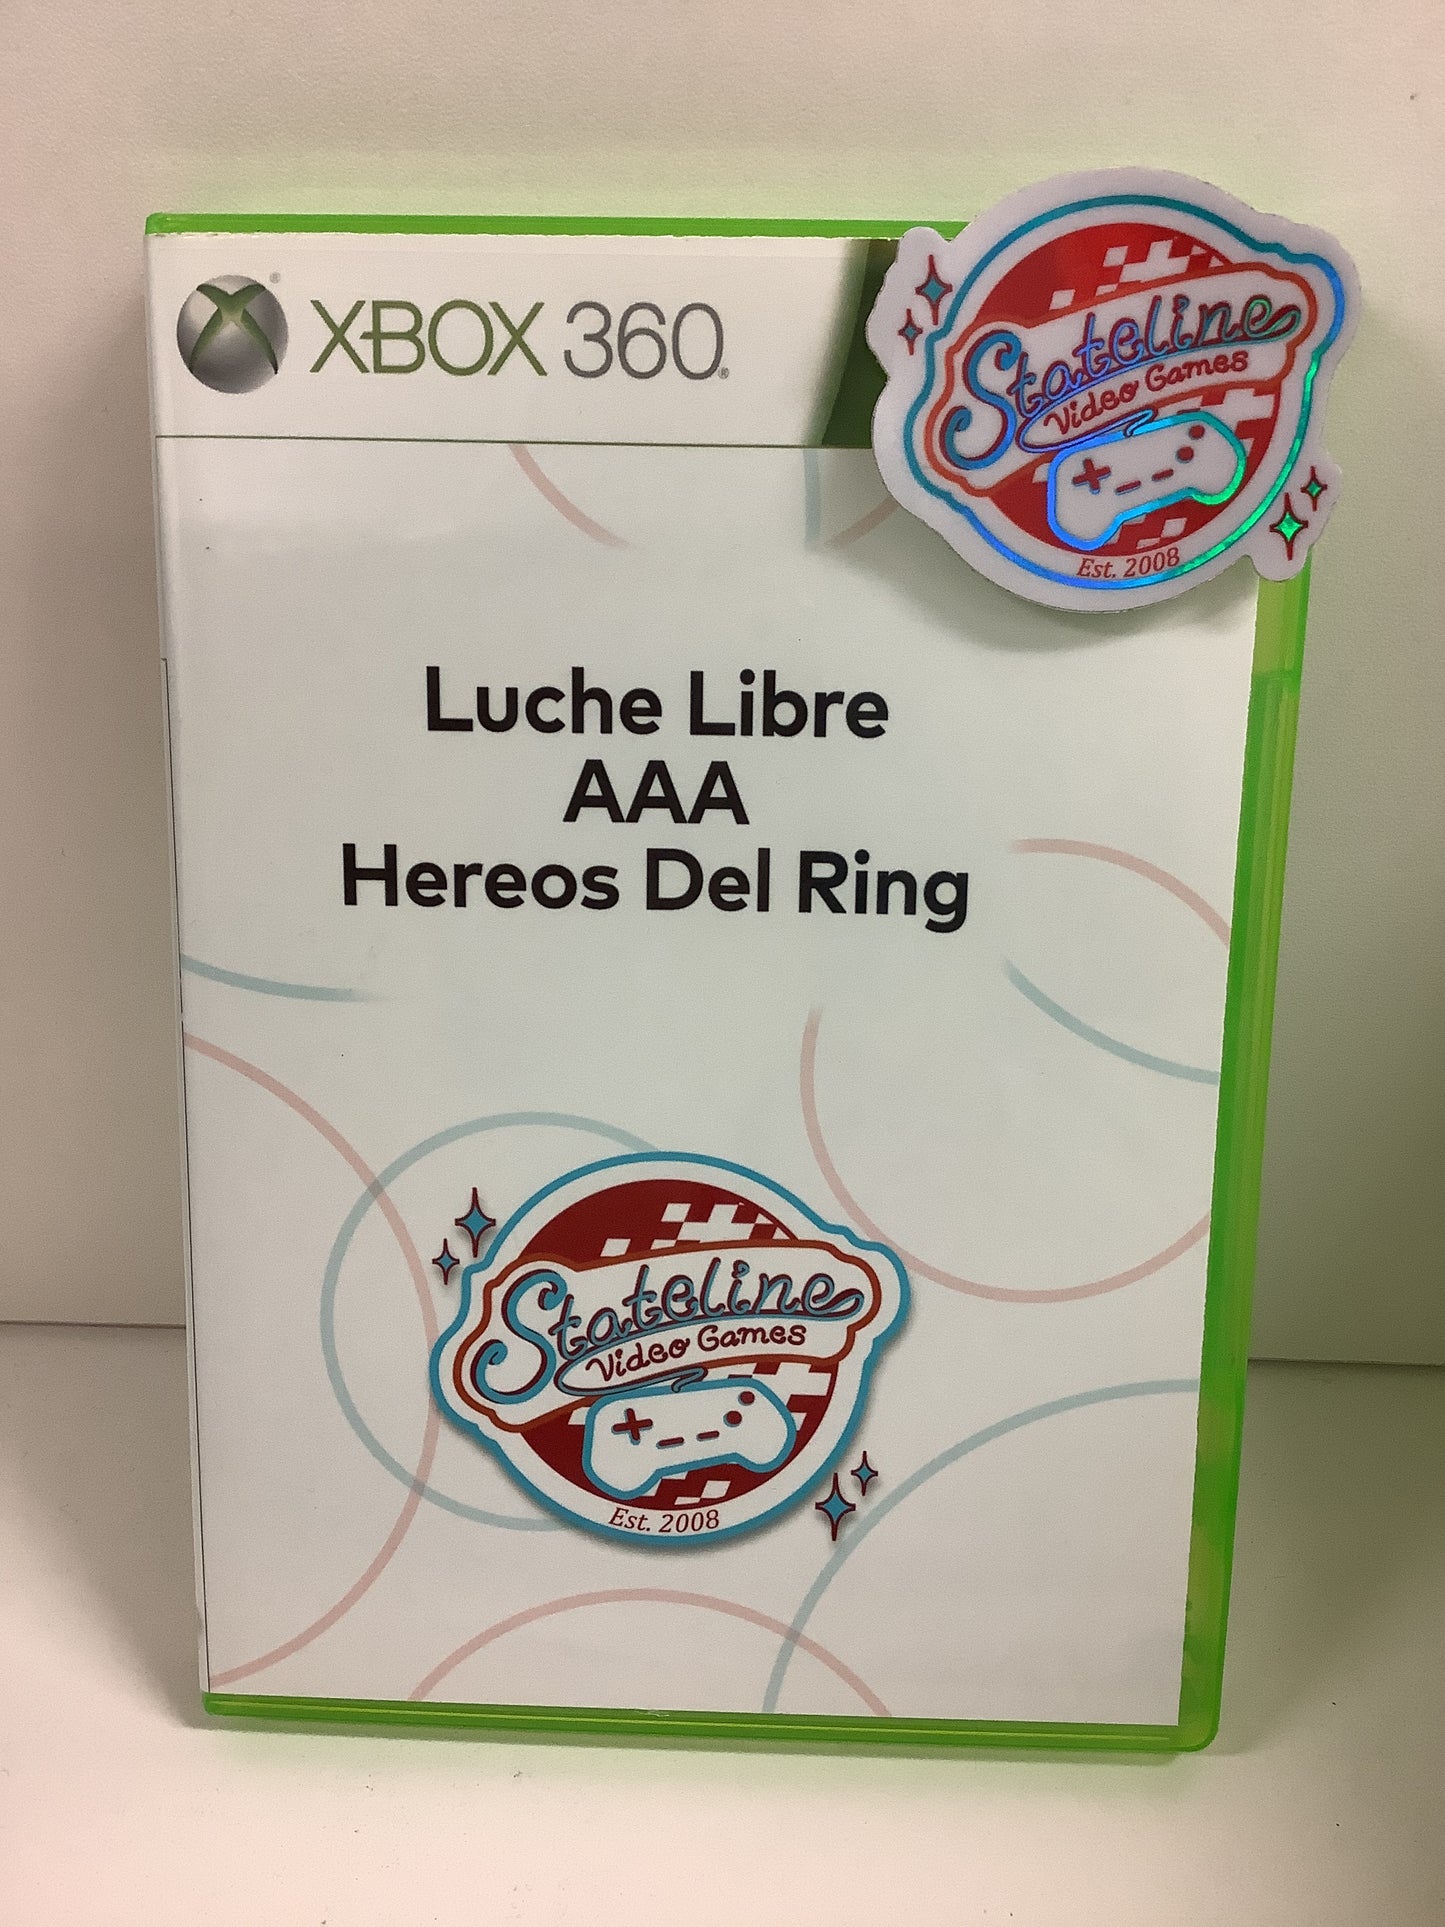 XBOX 360
Stateline
Video Games
Est. 2008
Luche Libre
AAA
Hereos Del Ring
Stateline
Video Games
Est. 2008